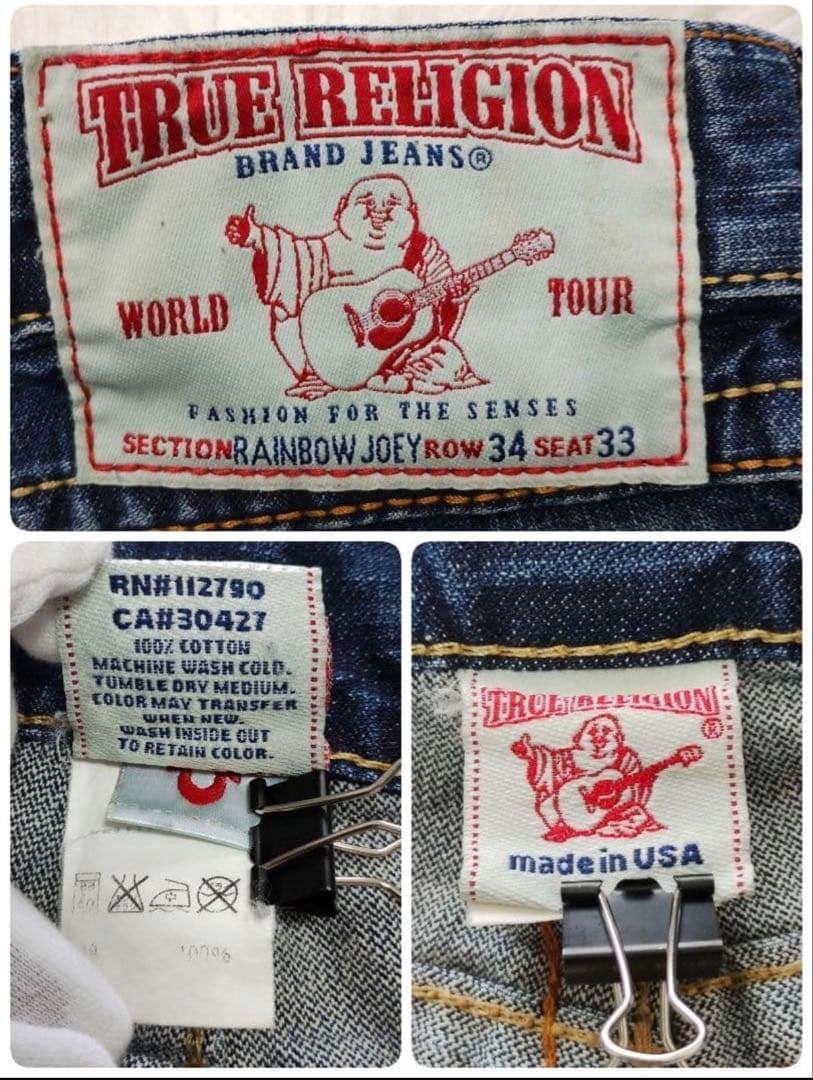 TRUE RELIGION
BRAND JEANS®
WORLD TOUR
FASHION FOR THE SENSES
SECTION RAINBOW JOEY ROW 34 SEAT 33
RN#112790
CA#30427
100% COTTON
MACHINE WASH COLD.
TUMBLE DRY MEDIUM.
COLOR MAY TRANSFER
WHEN NEW.
WASH INSIDE OUT
TO RETAIN COLOR.
TRUE RELIGION
®
made in USA